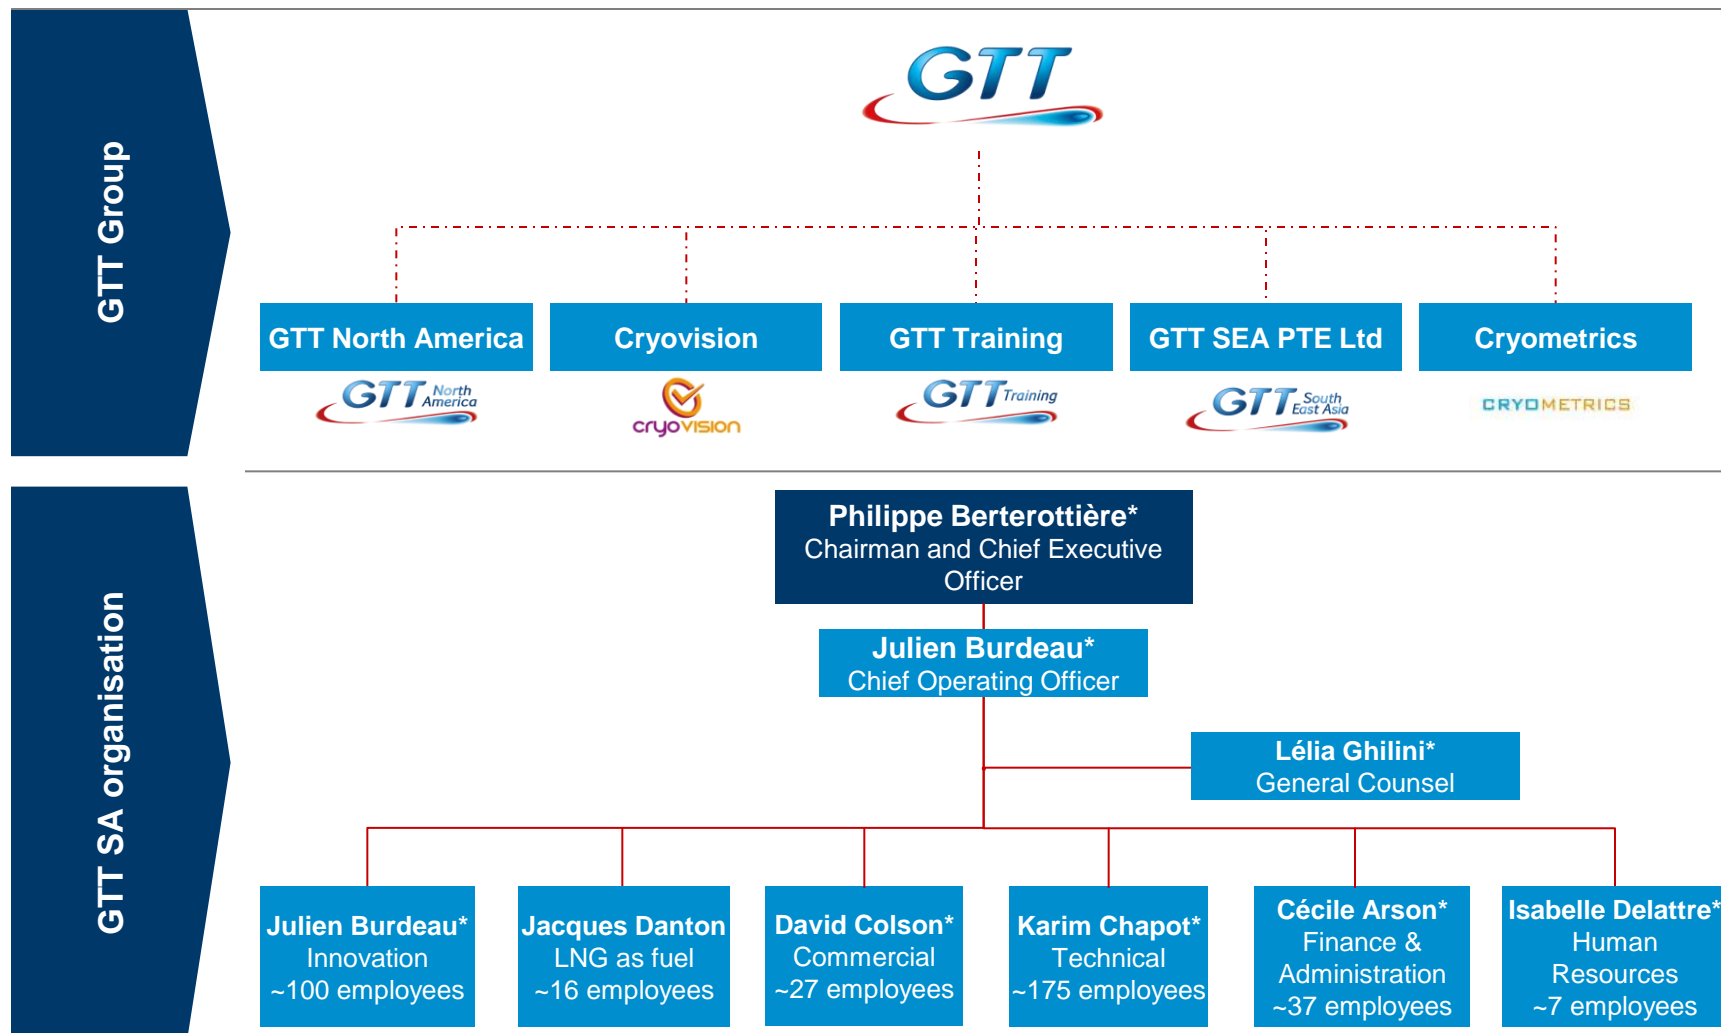 GTT Group
GTT
GTT North America
Cryovision
GTT Training
GTT SEA PTE Ltd
Cryometrics
GTT North
America
cryovision
GTT Training
GTT South
East Asia
CRYOMETRICS
GTT SA organisation
Philippe Berterottière*
Chairman and Chief Executive
Officer
Julien Burdeau*
Chief Operating Officer
Lélia Ghilini*
General Counsel
Julien Burdeau*
Innovation
~100 employees
Jacques Danton
LNG as fuel
~16 employees
David Colson*
Commercial
~27 employees
Karim Chapot*
Technical
~175 employees
Cécile Arson*
Finance &
Administration
~37 employees
Isabelle Delattre*
Human
Resources
~7 employees